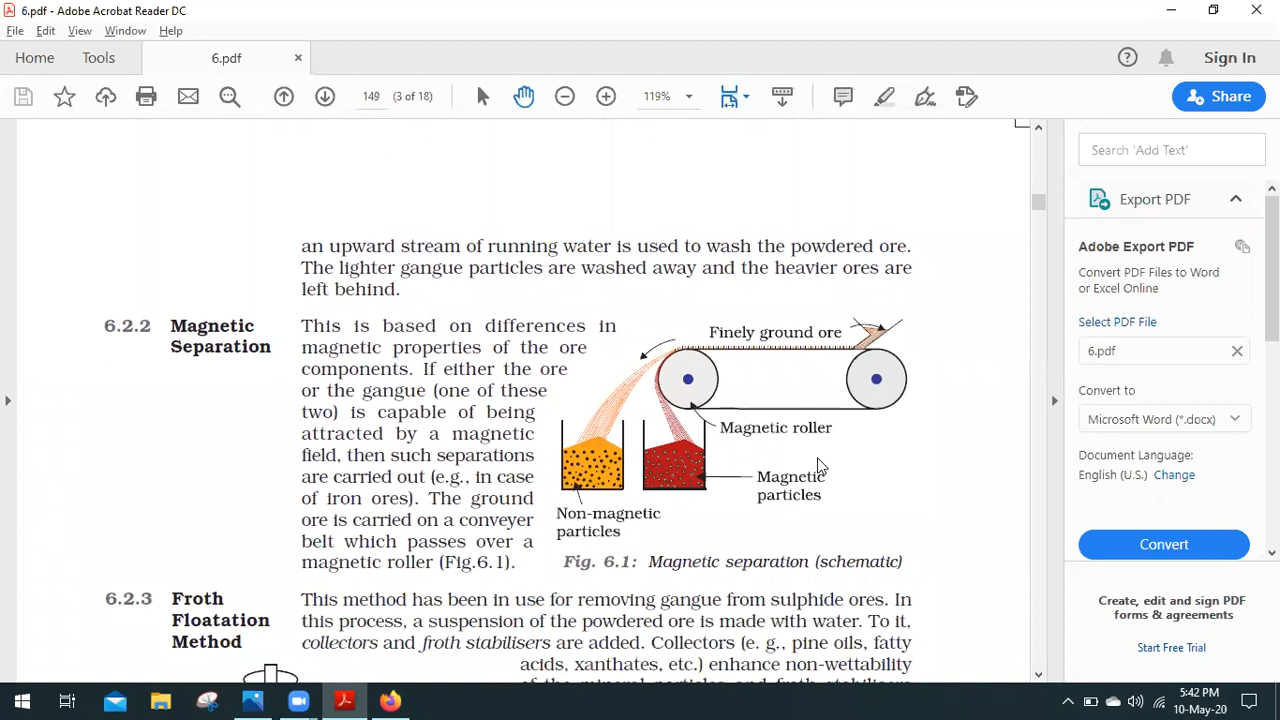 6.pdf - Adobe Acrobat Reader DC
File Edit View Window Help
Home Tools 6.pdf
Sign In
149 (3 of 18)
119%
Share
an upward stream of running water is used to wash the powdered ore.
The lighter gangue particles are washed away and the heavier ores are
left behind.
6.2.2 Magnetic
Separation
This is based on differences in
magnetic properties of the ore
components. If either the ore
or the gangue (one of these
two) is capable of being
attracted by a magnetic
field, then such separations
are carried out (e.g., in case
of iron ores). The ground
ore is carried on a conveyer
belt which passes over a
magnetic roller (Fig.6.1).
Finely ground ore
Magnetic roller
Magnetic
particles
Non-magnetic
particles
Fig. 6.1: Magnetic separation (schematic)
6.2.3 Froth
Floatation
Method
This method has been in use for removing gangue from sulphide ores. In
this process, a suspension of the powdered ore is made with water. To it,
collectors and froth stabilisers are added. Collectors (e. g., pine oils, fatty
acids, xanthates, etc.) enhance non-wettability
of the mineral particles and froth stabilisers
Search 'Add Text'
Export PDF
Adobe Export PDF
Convert PDF Files to Word
or Excel Online
Select PDF File
6.pdf
Convert to
Microsoft Word (*.docx)
Document Language:
English (U.S.) Change
Convert
Create, edit and sign PDF
forms & agreements
Start Free Trial
5:42 PM
10-May-20